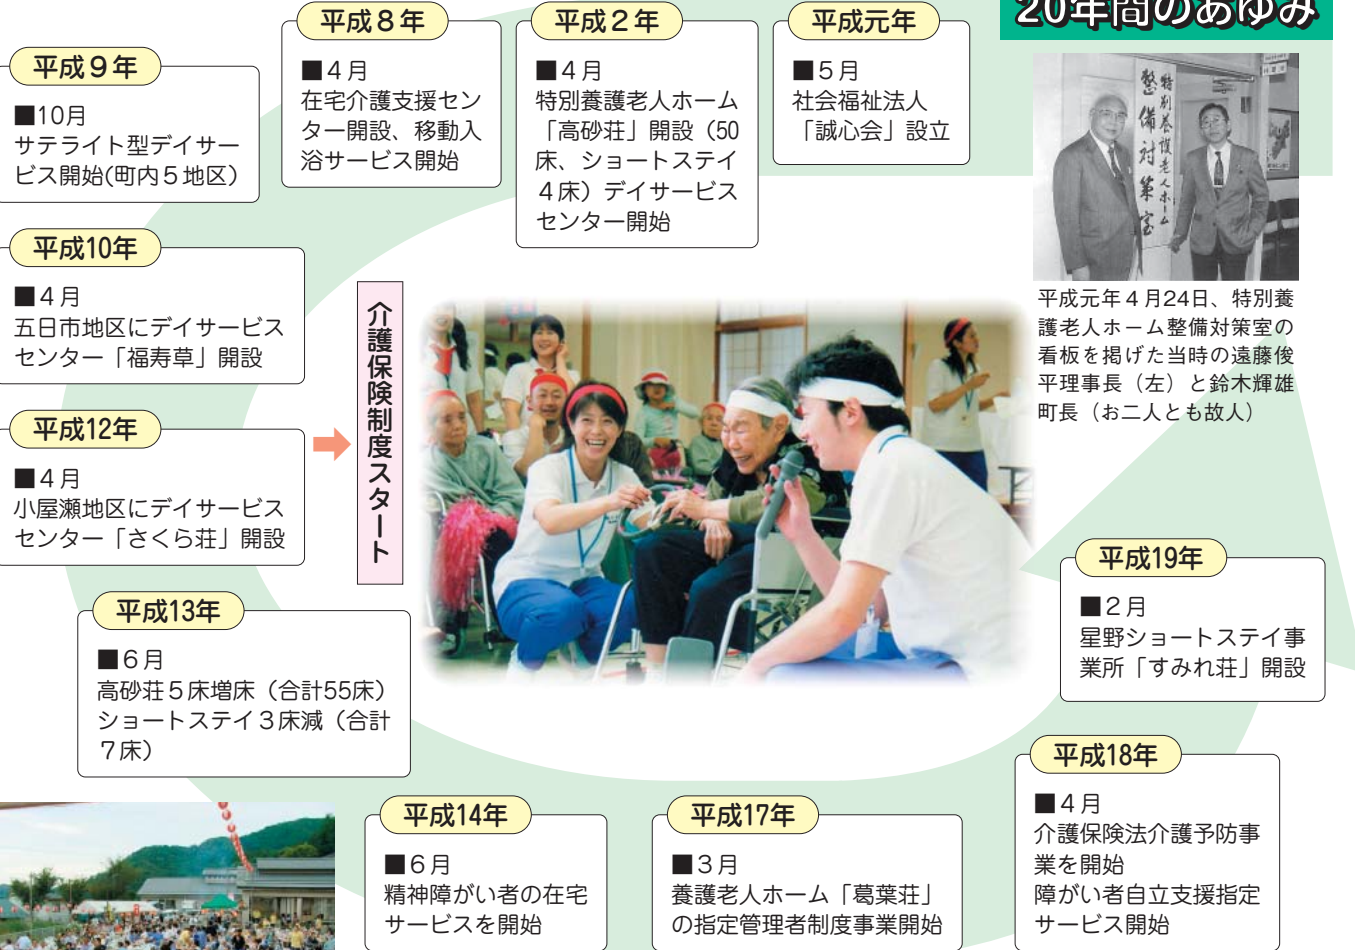 20年間のあゆみ
特別養護老人ホーム
整備対策室
平成元年４月24日、特別養
護老人ホーム整備対策室の
看板を掲げた当時の遠藤俊
平理事長（左）と鈴木輝雄
町長（お二人とも故人）
平成元年
■５月
社会福祉法人
「誠心会」設立
平成２年
■４月
特別養護老人ホーム
「高砂荘」開設（50
床、ショートステイ
４床）デイサービス
センター開始
平成８年
■４月
在宅介護支援セン
ター開設、移動入
浴サービス開始
平成９年
■10月
サテライト型デイサー
ビス開始(町内５地区)
平成10年
■４月
五日市地区にデイサービス
センター「福寿草」開設
平成12年
■４月
小屋瀬地区にデイサービス
センター「さくら荘」開設
介護保険制度スタート
平成13年
■６月
高砂荘５床増床（合計55床）
ショートステイ３床減（合計
７床）
平成14年
■６月
精神障がい者の在宅
サービスを開始
平成17年
■３月
養護老人ホーム「葛葉荘」
の指定管理者制度事業開始
平成18年
■４月
介護保険法介護予防事
業を開始
障がい者自立支援指定
サービス開始
平成19年
■２月
星野ショートステイ事
業所「すみれ荘」開設